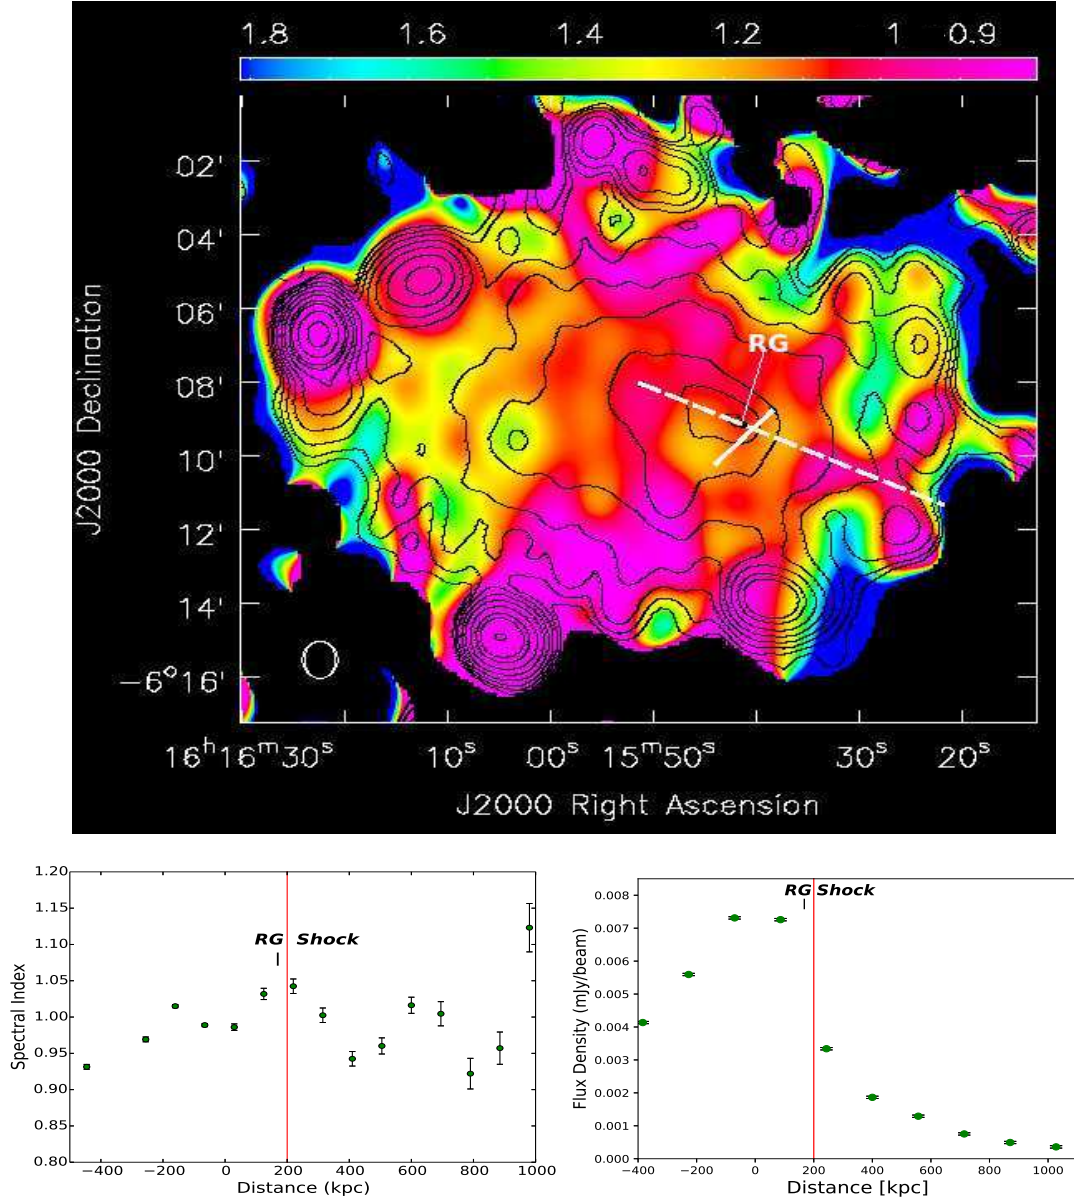 1.8 1.6 1.4 1.2 1 0.9
02'
04'
06'
RG
08'
10'
12'
14'
−6°16'
J2000 Declination
16ʰ16ᵐ30ˢ 10ˢ 00ˢ 15ᵐ50ˢ 30ˢ 20ˢ
J2000 Right Ascension
1.20
1.15
1.10
1.05
1.00
0.95
0.90
0.85
0.80
Spectral Index
RG Shock
−400 −200 0 200 400 600 800 1000
Distance (kpc)
0.008
0.007
0.006
0.005
0.004
0.003
0.002
0.001
0.000
Flux Density (mJy/beam)
RG Shock
−400 −200 0 200 400 600 800 1000
Distance [kpc]